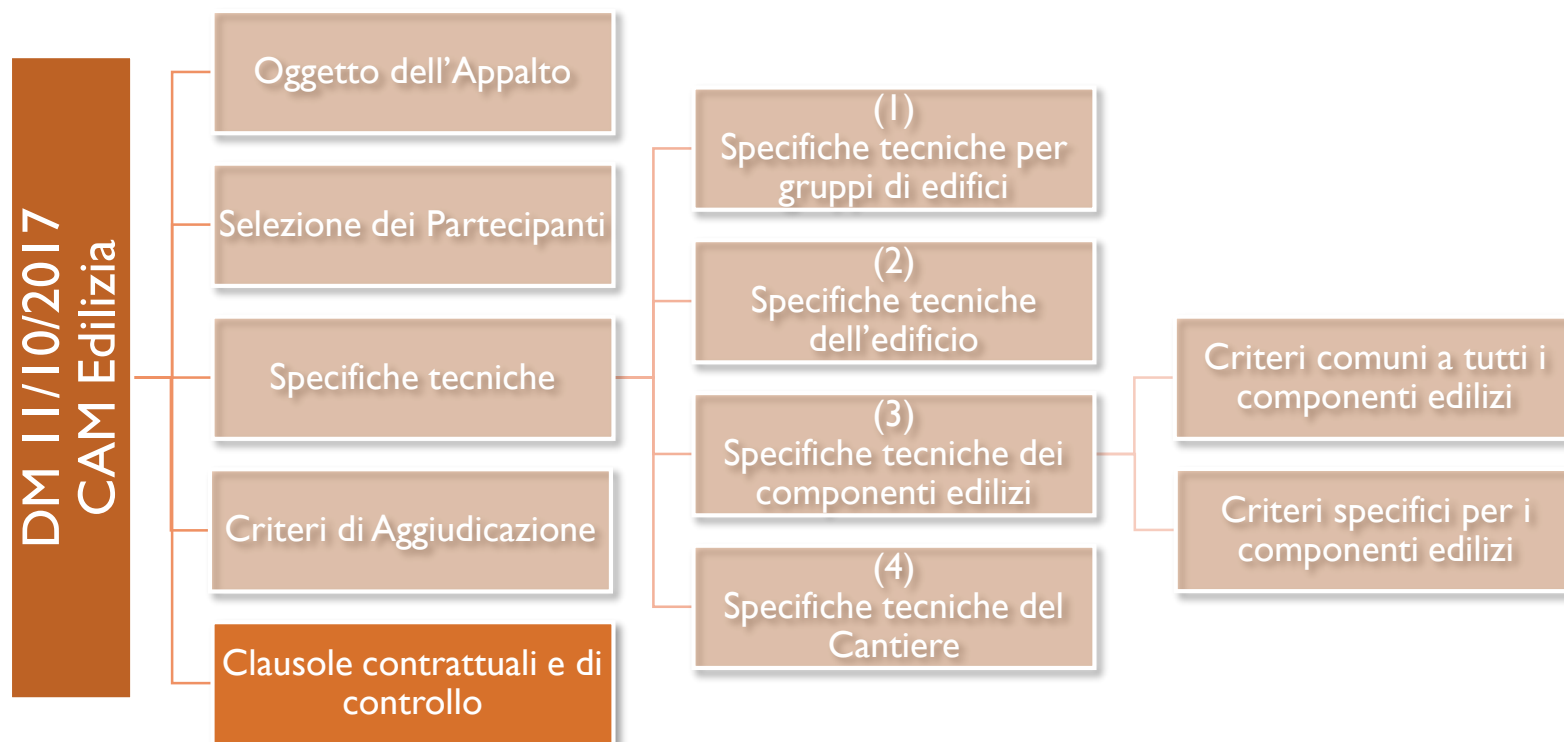 DM 11/10/2017
CAM Edilizia
Oggetto dell'Appalto
Selezione dei Partecipanti
Specifiche tecniche
Criteri di Aggiudicazione
Clausole contrattuali e di
controllo
(1)
Specifiche tecniche per
gruppi di edifici
(2)
Specifiche tecniche
dell'edificio
(3)
Specifiche tecniche dei
componenti edilizi
(4)
Specifiche tecniche del
Cantiere
Criteri comuni a tutti i
componenti edilizi
Criteri specifici per i
componenti edilizi